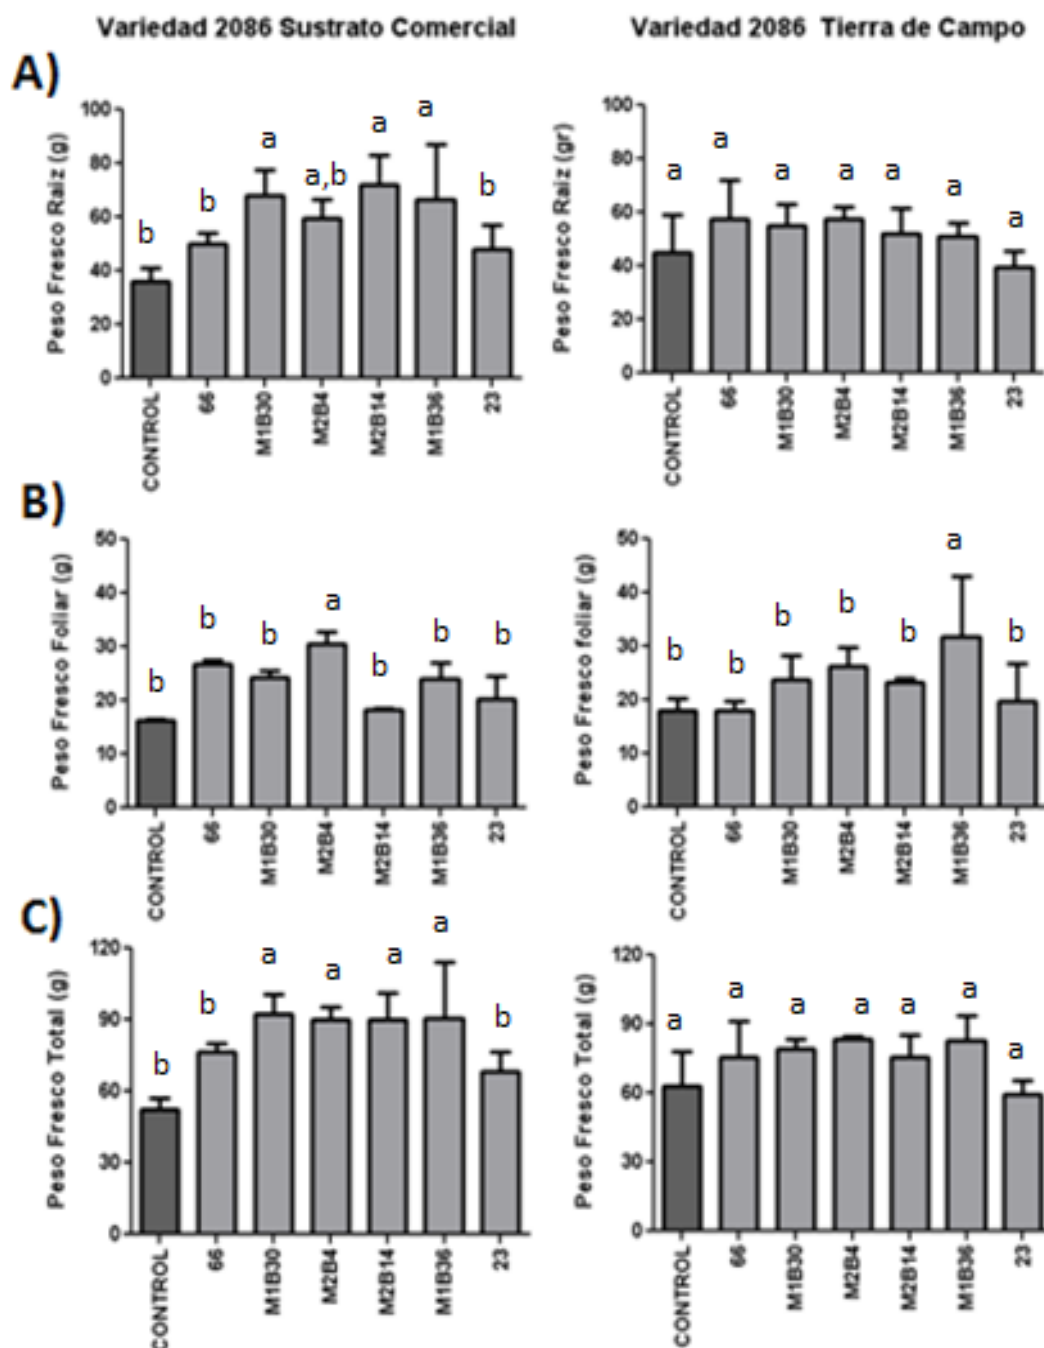 Variedad 2086 Sustrato Comercial
Variedad 2086 Tierra de Campo
A)
Peso Fresco Raiz (g)
100
80
60
40
20
0
b
b
a
a,b
a
a
b
CONTROL
66
M1B30
M2B4
M2B14
M1B36
23
Peso Fresco Raiz (gr)
100
80
60
40
20
0
a
a
a
a
a
a
a
CONTROL
66
M1B30
M2B4
M2B14
M1B36
23
B)
Peso Fresco Foliar (g)
50
40
30
20
10
0
b
b
b
a
b
b
b
CONTROL
66
M1B30
M2B4
M2B14
M1B36
23
Peso Fresco foliar (g)
50
40
30
20
10
0
b
b
b
b
b
a
b
CONTROL
66
M1B30
M2B4
M2B14
M1B36
23
C)
Peso Fresco Total (g)
120
90
60
30
0
b
b
a
a
a
a
b
CONTROL
66
M1B30
M2B4
M2B14
M1B36
23
Peso Fresco Total (g)
120
90
60
30
0
a
a
a
a
a
a
a
CONTROL
66
M1B30
M2B4
M2B14
M1B36
23